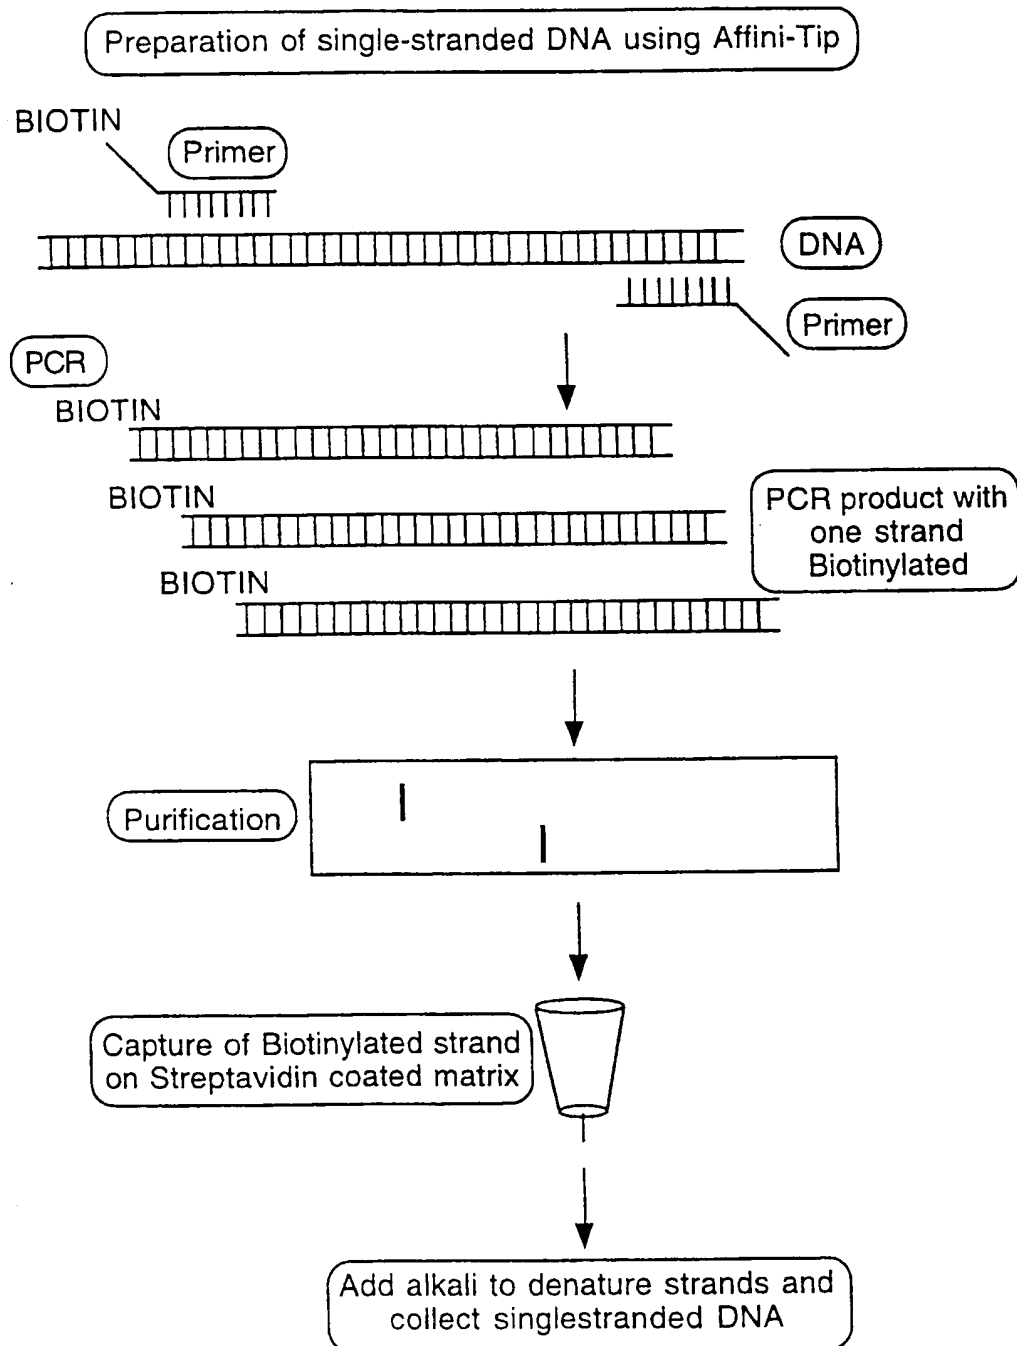 Preparation of single-stranded DNA using Affini-Tip
BIOTIN
Primer
DNA
Primer
PCR
BIOTIN
BIOTIN
BIOTIN
PCR product with
one strand
Biotinylated
Purification
Capture of Biotinylated strand
on Streptavidin coated matrix
Add alkali to denature strands and
collect singlestranded DNA